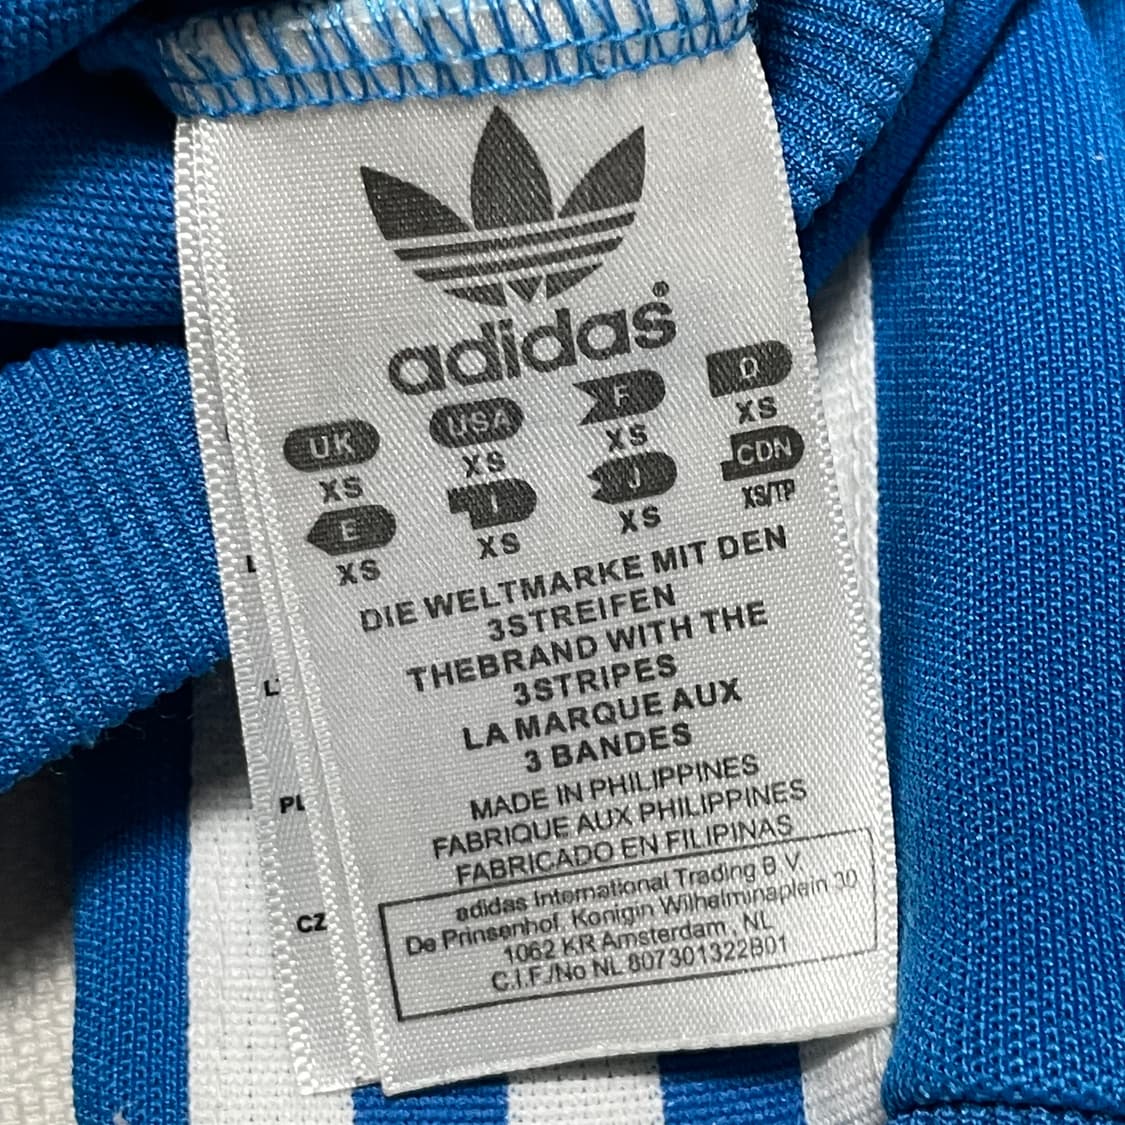 adidas®
UK USA F D
XS XS XS XS
E I J CDN
XS XS XS XS/TP
DIE WELTMARKE MIT DEN
3STREIFEN
THEBRAND WITH THE
3STRIPES
LA MARQUE AUX
3 BANDES
MADE IN PHILIPPINES
FABRIQUE AUX PHILIPPINES
FABRICADO EN FILIPINAS
adidas International Trading B V
De Prinsenhof. Konigin Wilhelminaplein 30
1062 KR Amsterdam, NL
C.I.F./No NL 807301322B01
PL
CZ